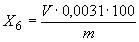 X₆ = V · 0,0031 · 100 / m